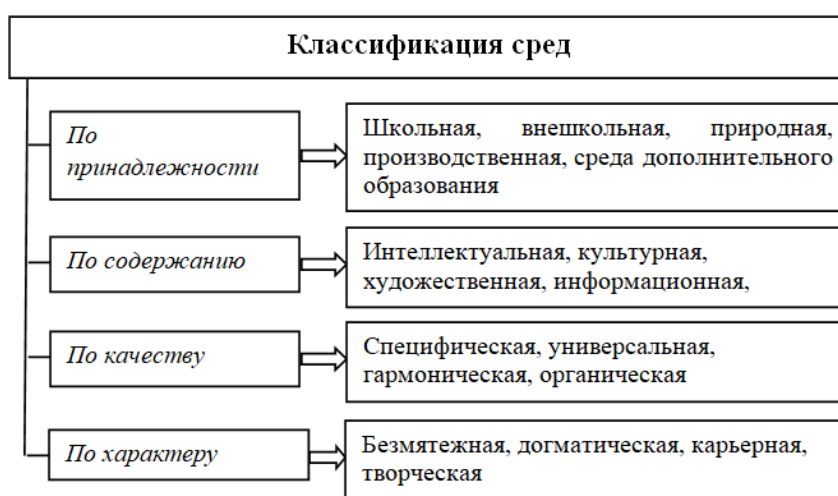 Классификация сред
По
принадлежности
Школьная, внешкольная, природная,
производственная, среда дополнительного
образования
По содержанию
Интеллектуальная, культурная,
художественная, информационная,
По качеству
Специфическая, универсальная,
гармоническая, органическая
По характеру
Безмятежная, догматическая, карьерная,
творческая